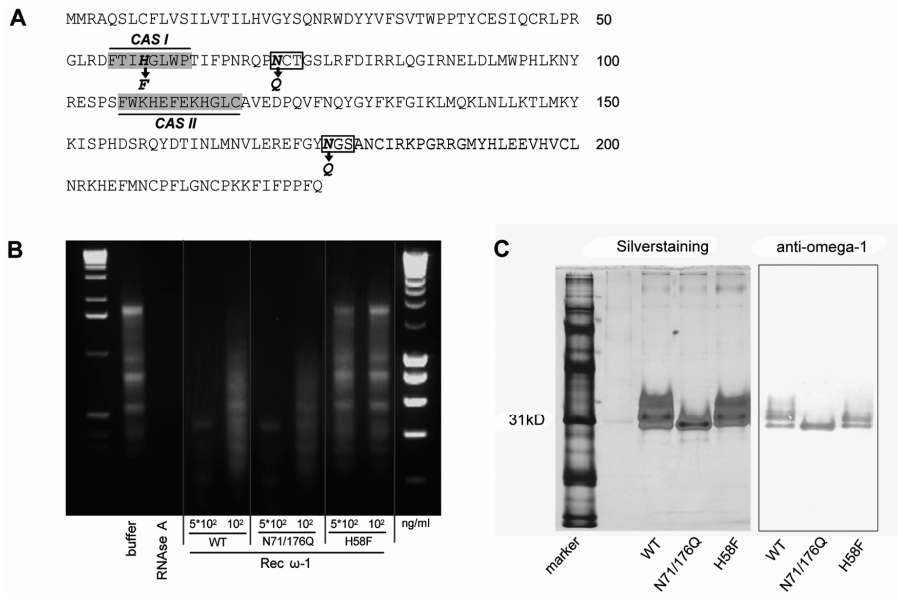 A
MMRAQSLCFLVSILVTILHVGYSQNRWDYYVFSVTWPPTYCESIQCRLPR 50
CAS I
GLRDFTIHGLWPTIFPNRQPNCTGSLRFDIRRLQGIRNELDLMWPHLKNY 100
F Q
RESPSFWKHEFEKHGLCAVEDPQVFNQYGYFKFGIKLMQKLNLLKTLMKY 150
CAS II
KISPHDSRQYDTINLMNVLEREFGYNGSANCIRKPGRRGMYHLEEVHVCL 200
Q
NRKHEFMNCPFLGNCPKKFIFPPFQ
B
buffer
RNAse A
5*10² 10² 5*10² 10² 5*10² 10² ng/ml
WT N71/176Q H58F
Rec ω-1
C
Silverstaining anti-omega-1
31kD
marker
WT
N71/176Q
H58F
WT
N71/176Q
H58F